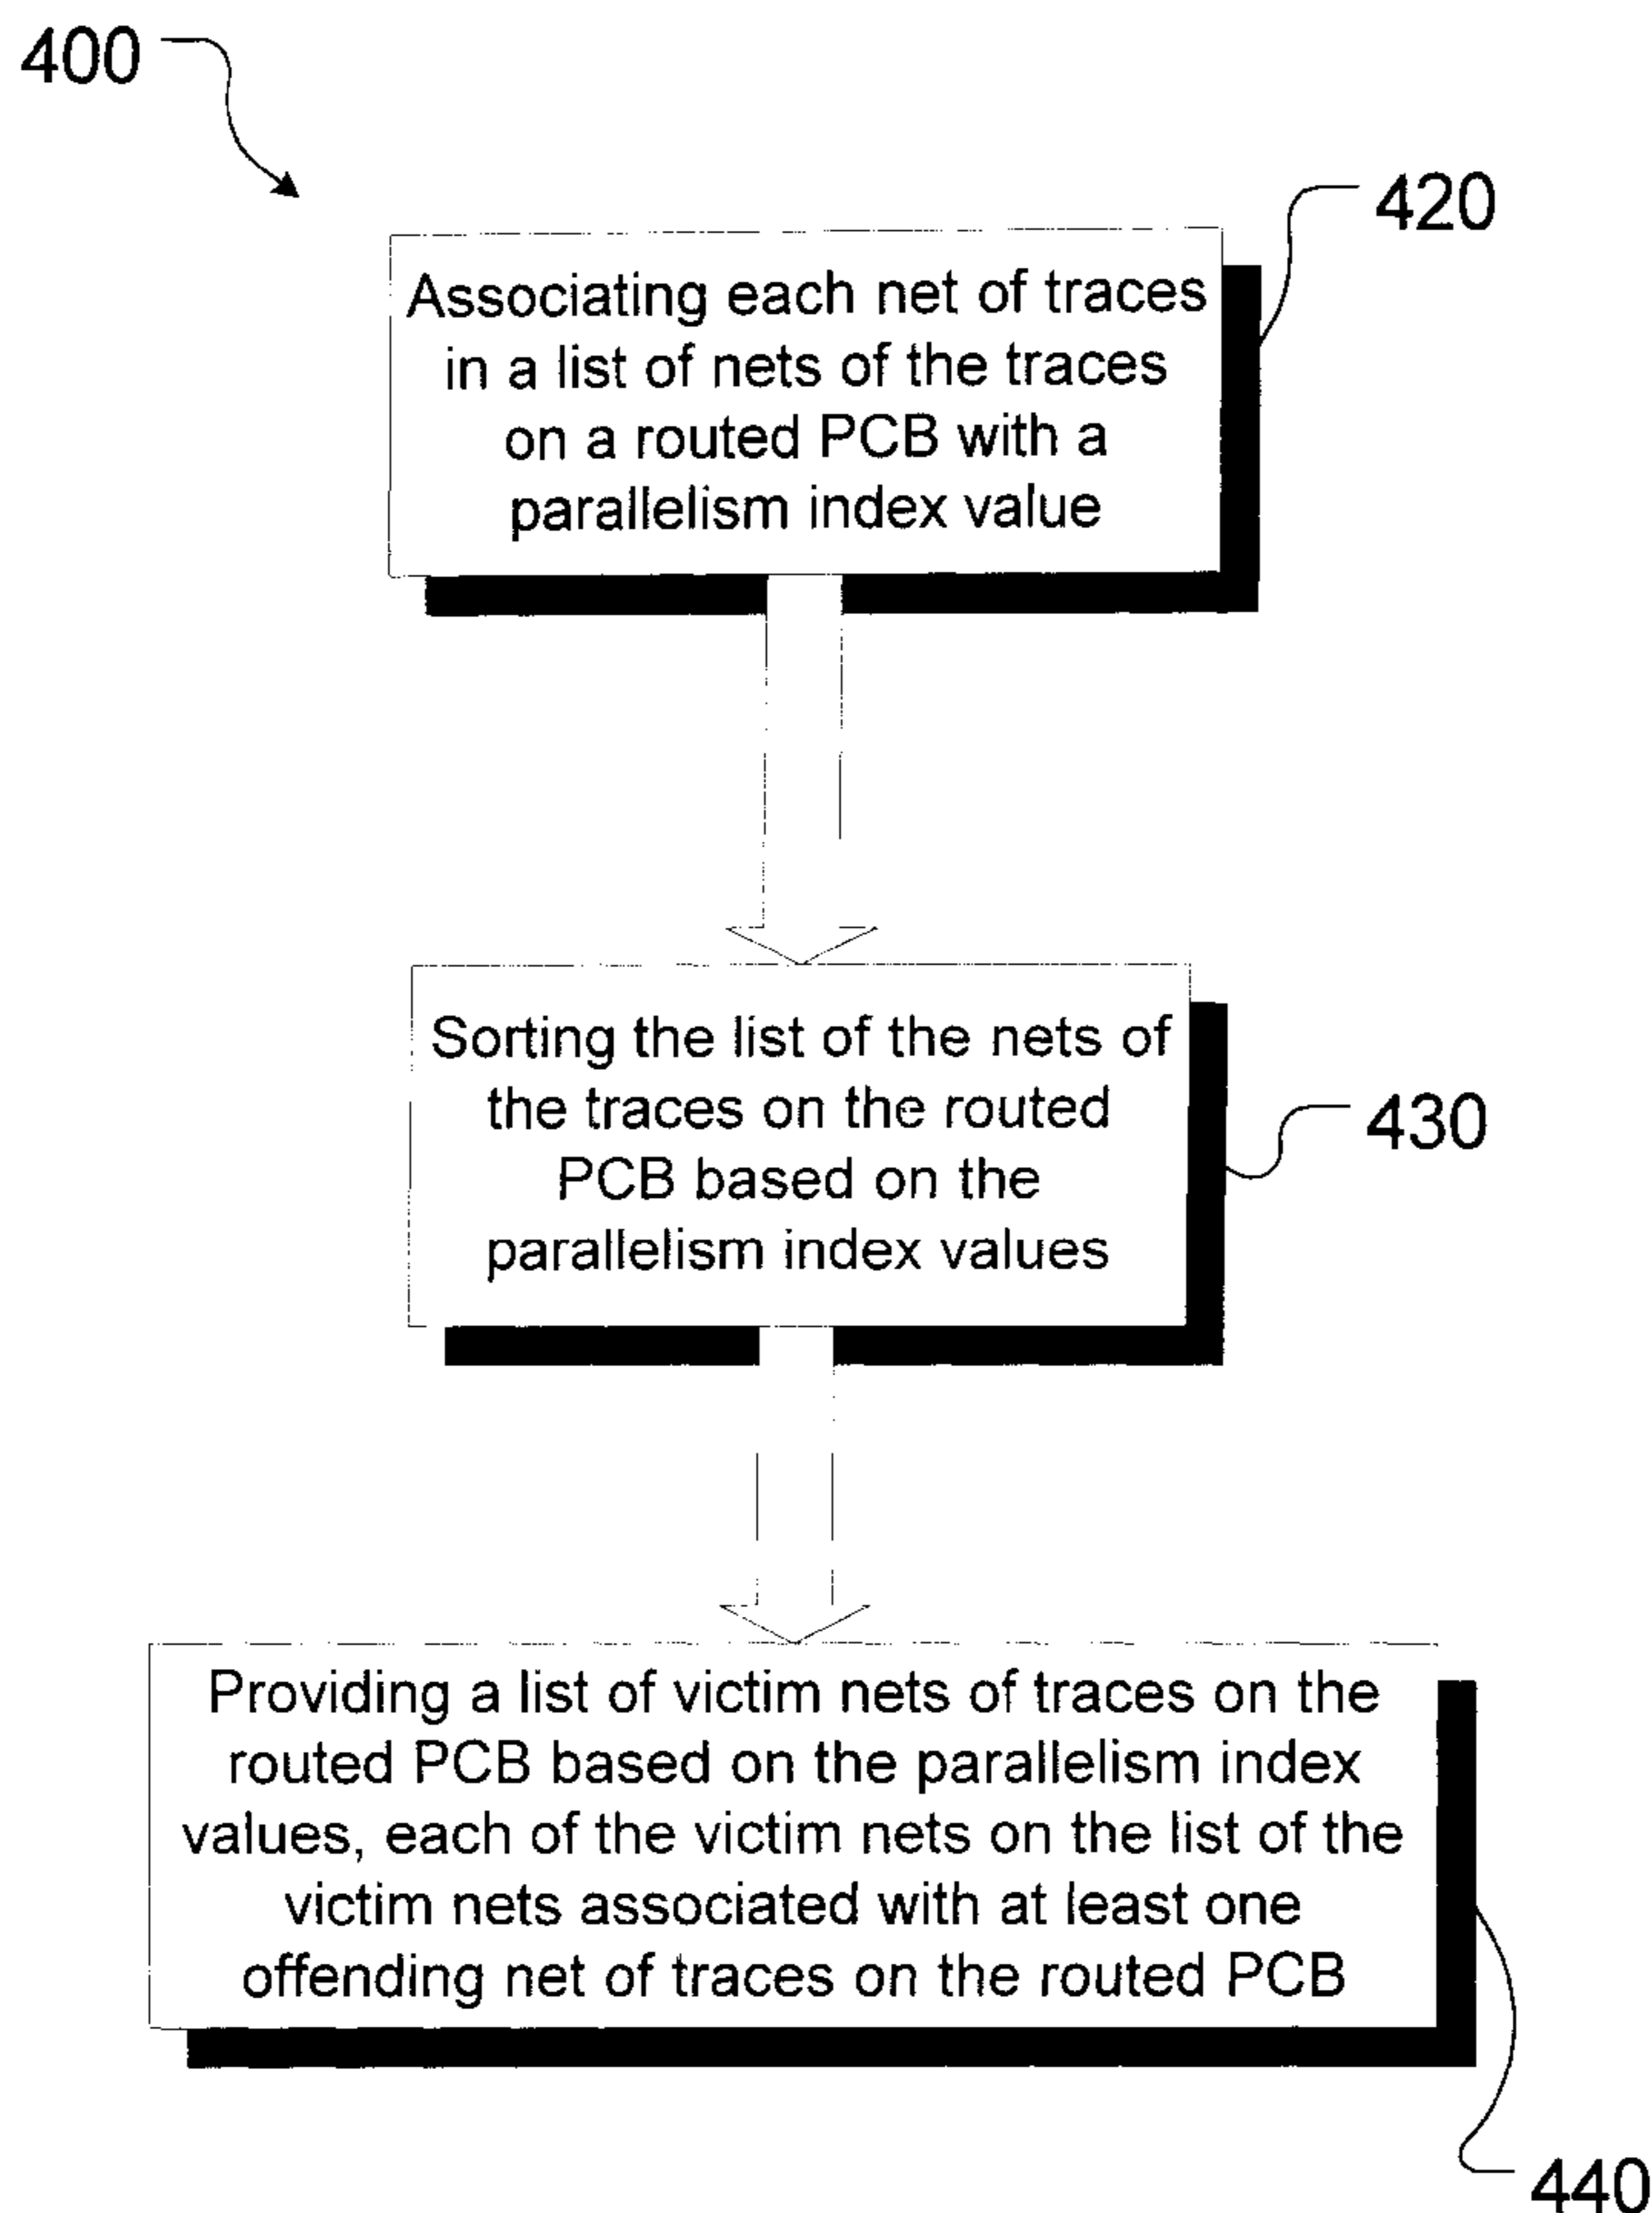 400
420
Associating each net of traces
in a list of nets of the traces
on a routed PCB with a
parallelism index value
Sorting the list of the nets of
the traces on the routed
PCB based on the
parallelism index values
430
Providing a list of victim nets of traces on the
routed PCB based on the parallelism index
values, each of the victim nets on the list of the
victim nets associated with at least one
offending net of traces on the routed PCB
440